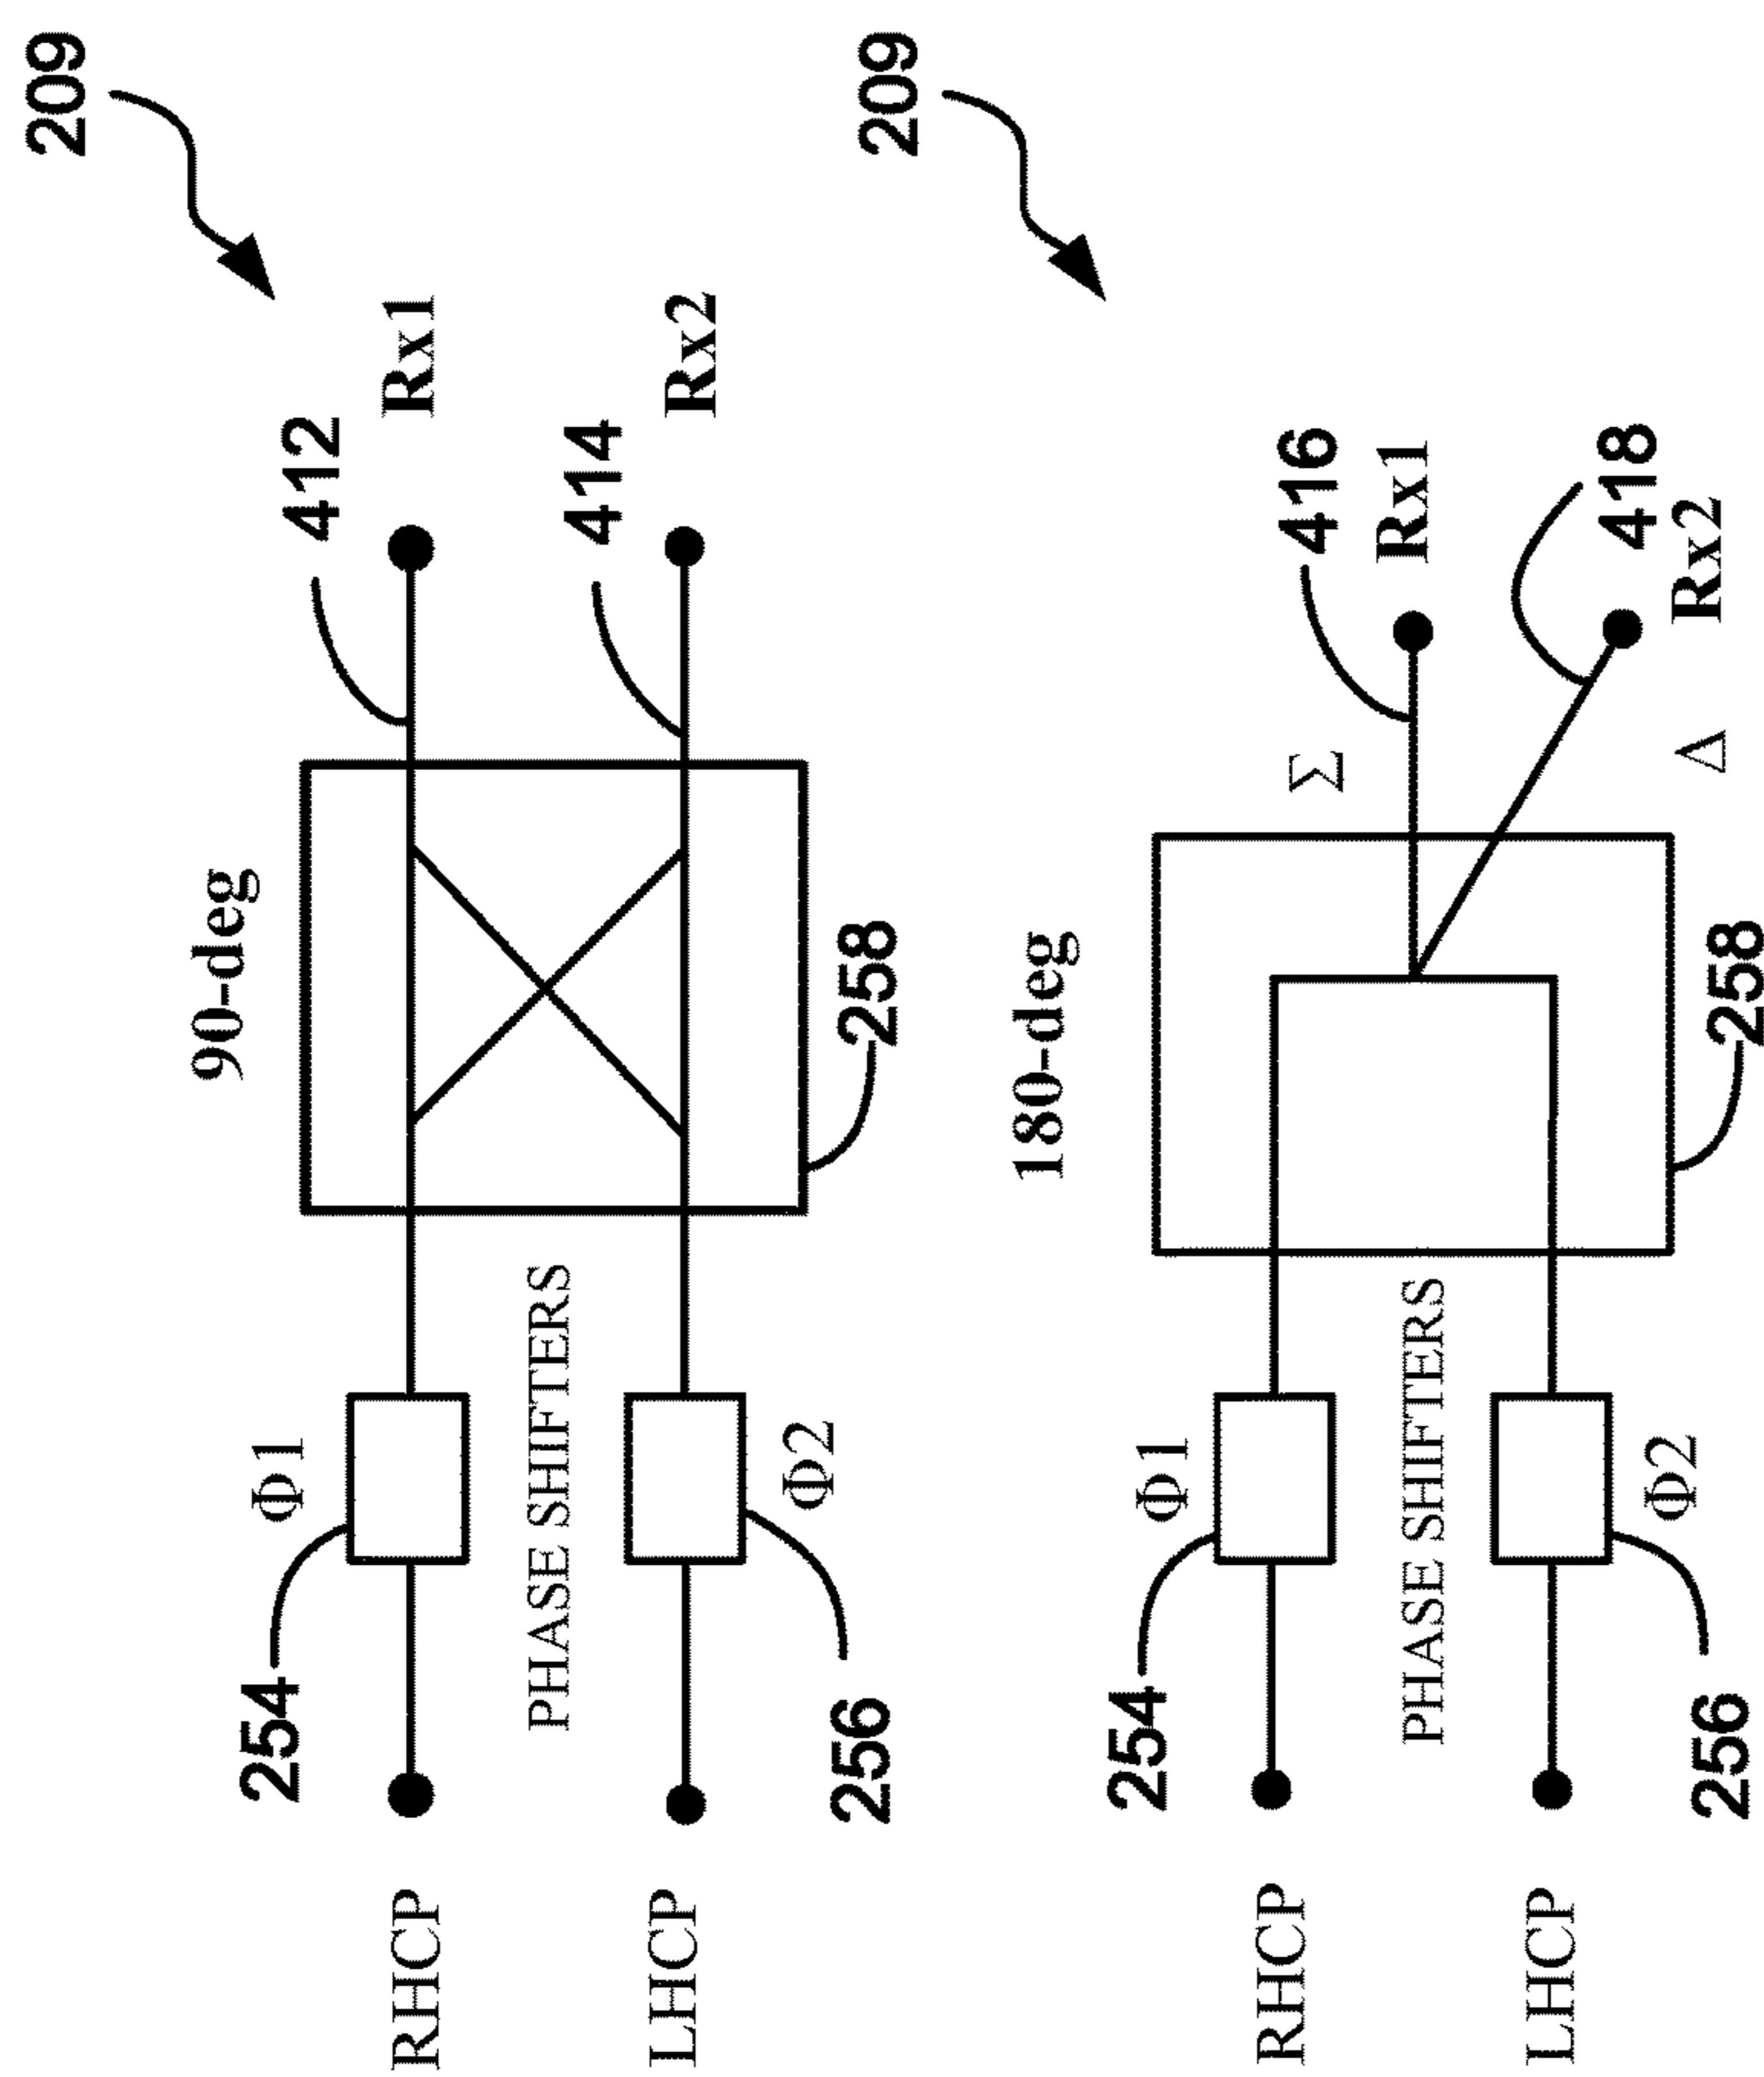 209
90-deg
412
Φ1
254
RHCP
Rx1
PHASE SHIFTERS
414
LHCP
Rx2
Φ2
256
258
209
180-deg
Σ
416
Φ1
254
RHCP
Rx1
PHASE SHIFTERS
418
LHCP
Rx2
Δ
Φ2
256
258